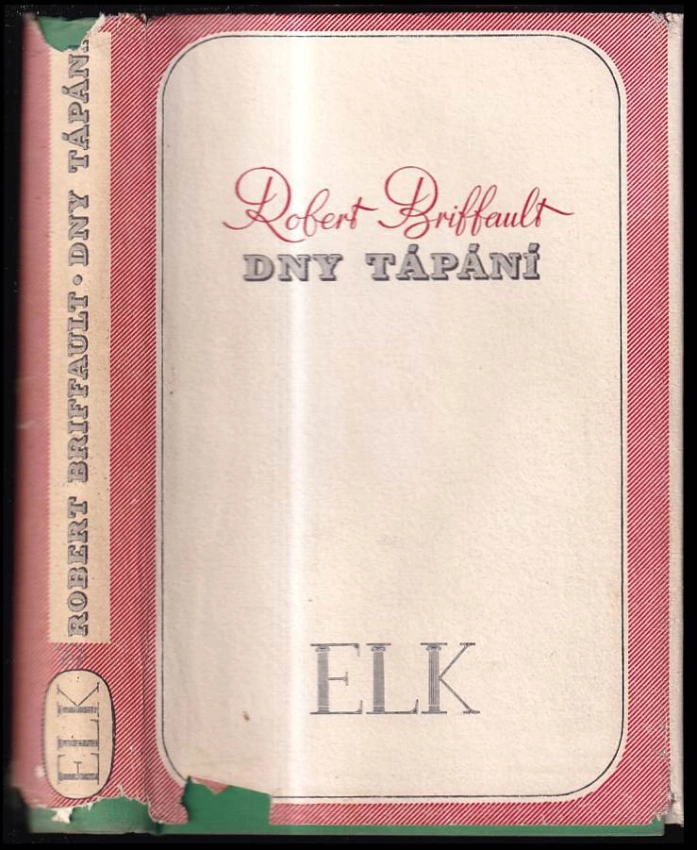 Robert Briffault
DNY TÁPÁNÍ
ELK
ROBERT BRIFFAULT · DNY TÁPÁNÍ
ELK